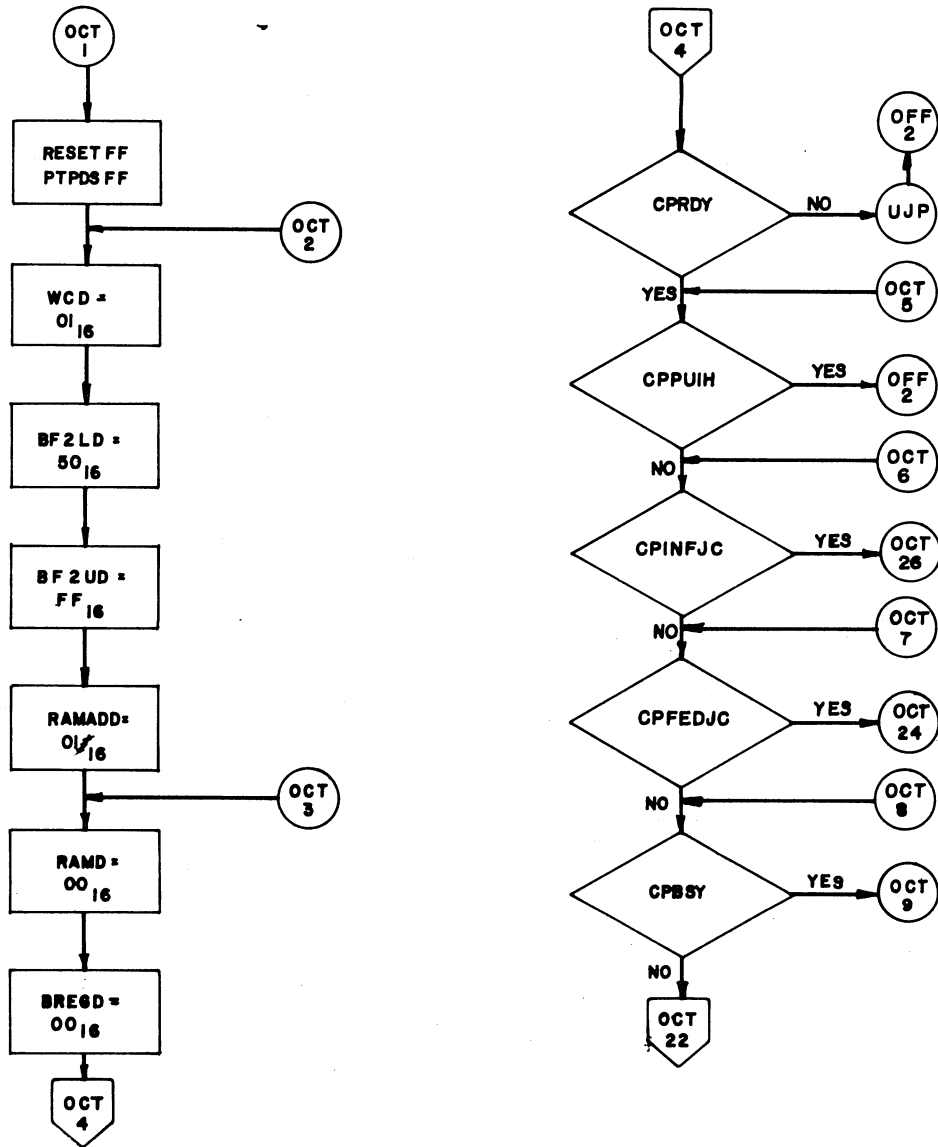 OCT
1
RESET FF
PTPDS FF
OCT
2
WCD =
01 16
BF2LD =
50 16
BF2UD =
FF 16
RAMADD=
01 16
OCT
3
RAMD=
00 16
BREGD=
00 16
OCT
4
OCT
4
OFF
2
CPRDY
NO
UJP
YES
OCT
5
CPPUIH
YES
OFF
2
NO
OCT
6
CPINFJC
YES
OCT
26
NO
OCT
7
CPFEDJC
YES
OCT
24
NO
OCT
8
CPBSY
YES
OCT
9
NO
OCT
22